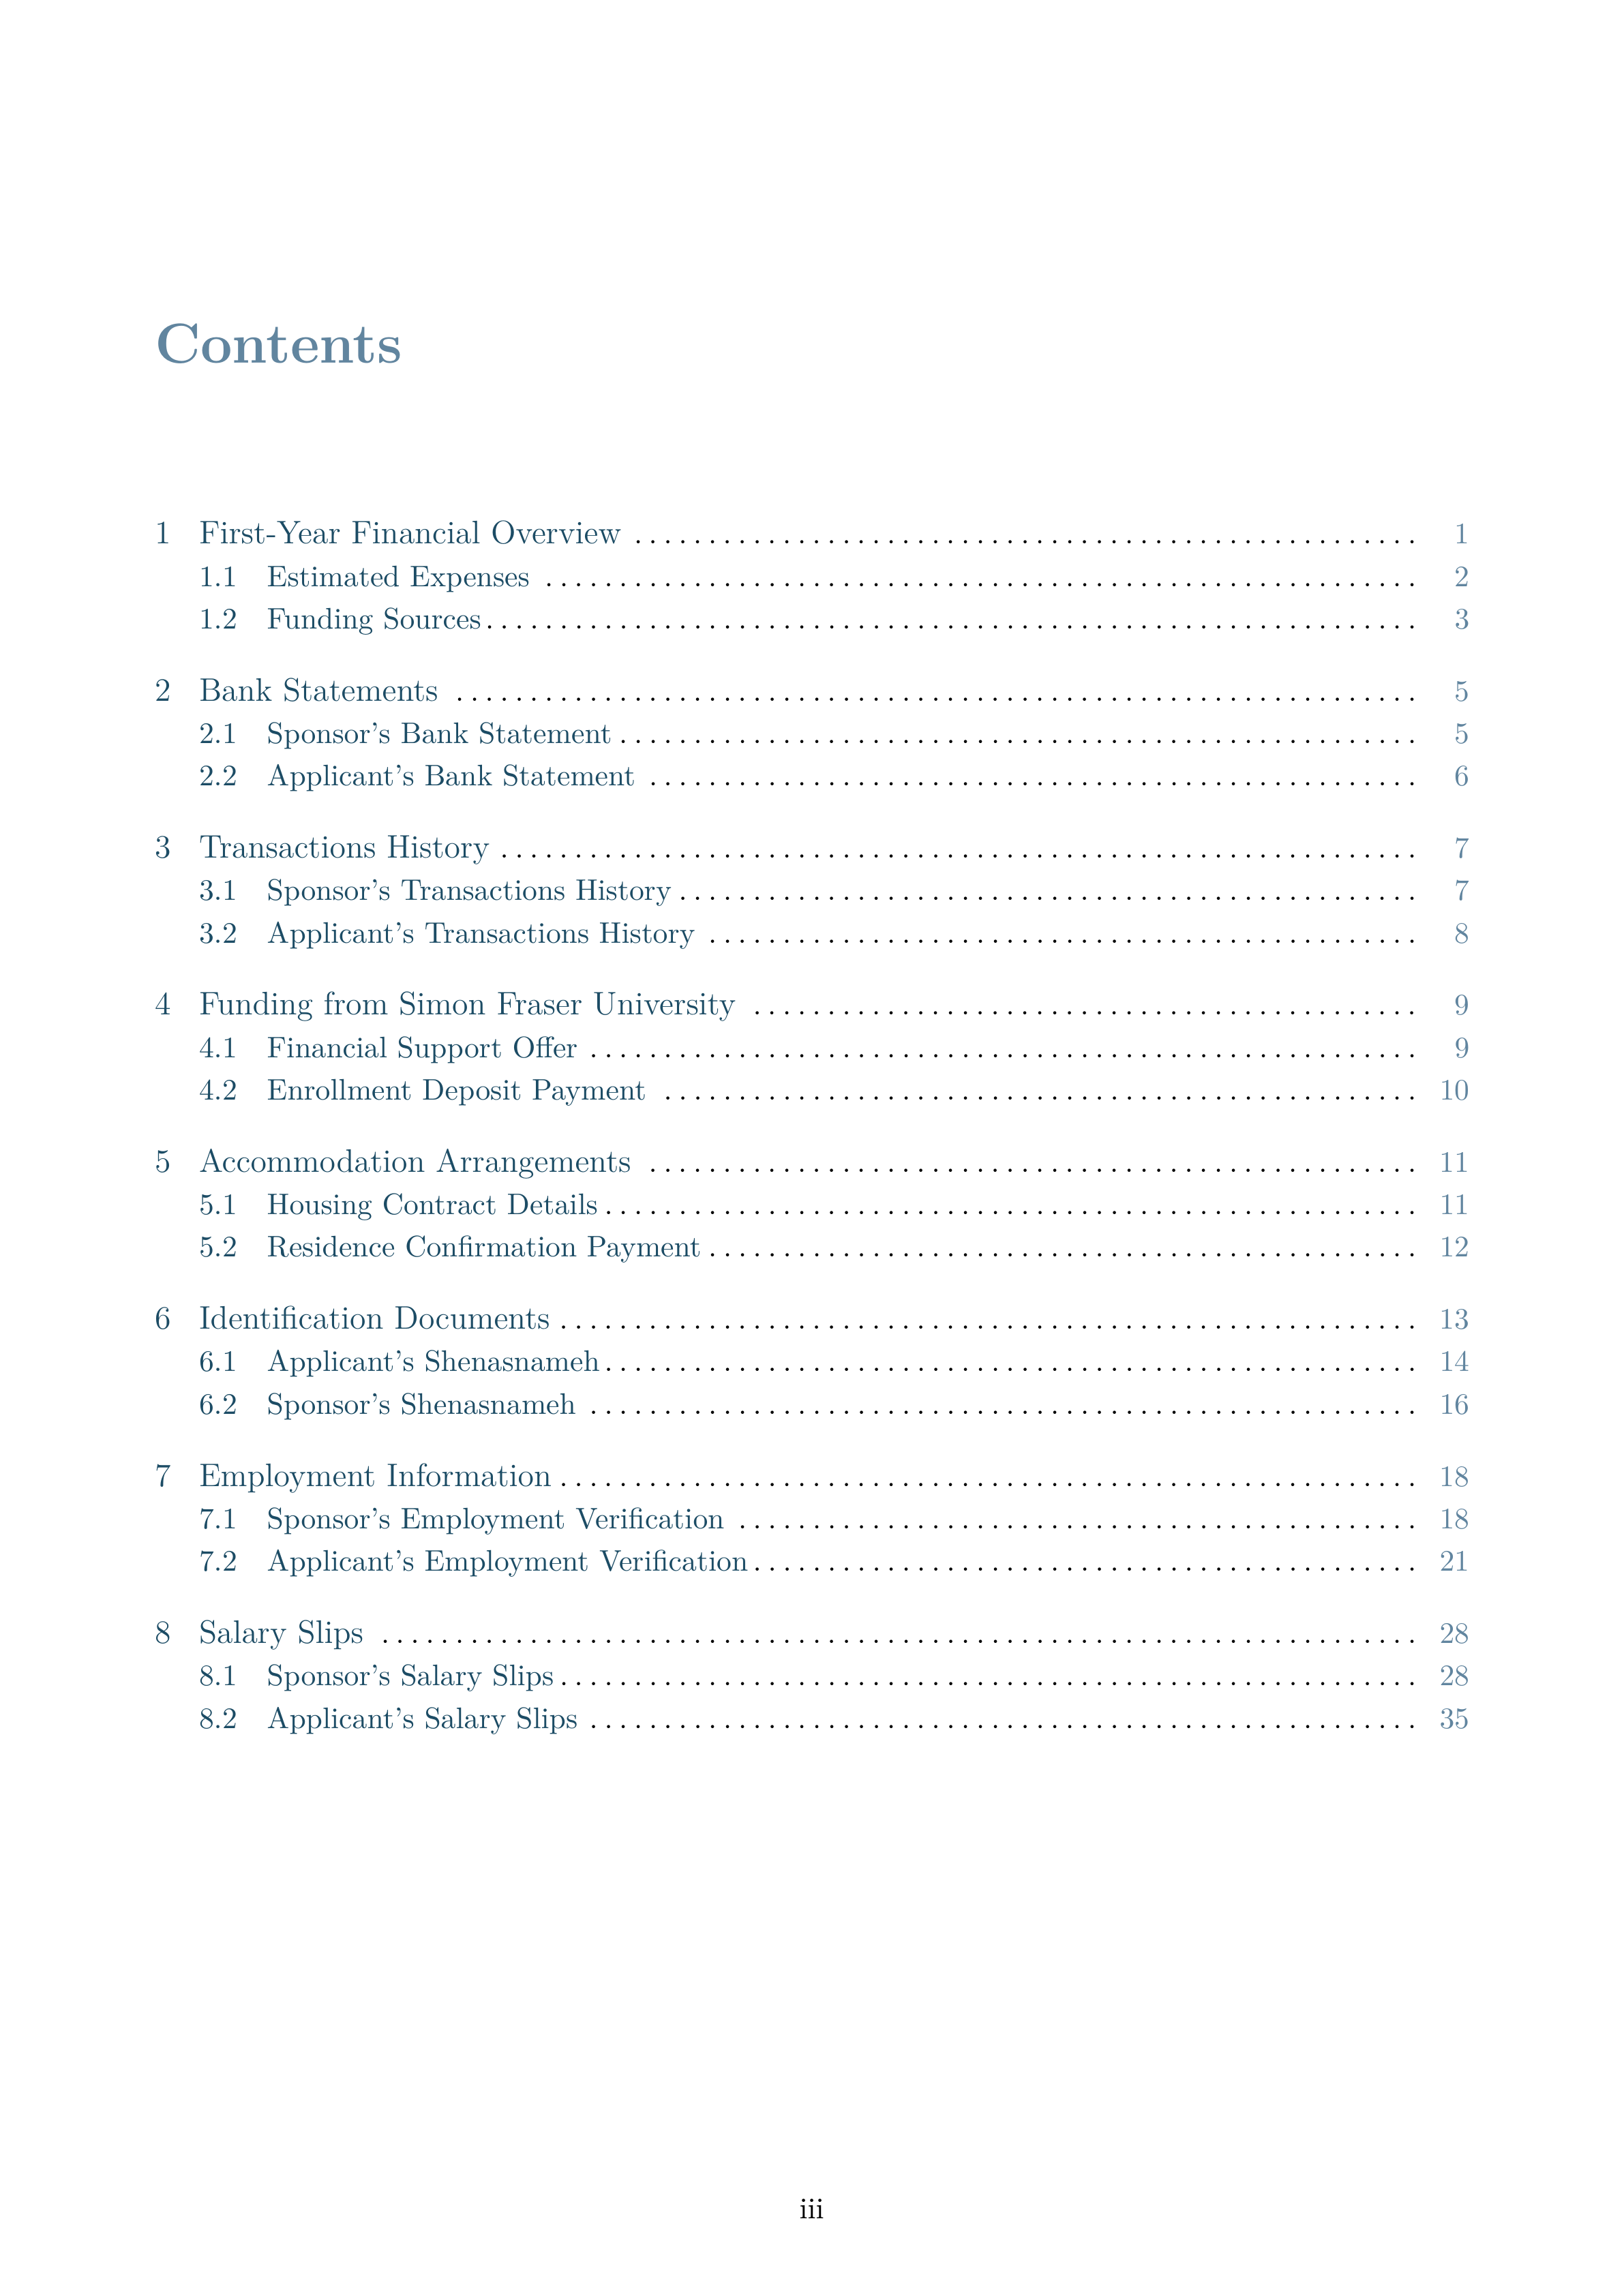 Contents
1 First-Year Financial Overview . . . . . . . . . . . . . . . . . . . . 1
1.1 Estimated Expenses . . . . . . . . . . . . . . . . . . . . 2
1.2 Funding Sources . . . . . . . . . . . . . . . . . . . . 3
2 Bank Statements . . . . . . . . . . . . . . . . . . . . 5
2.1 Sponsor's Bank Statement . . . . . . . . . . . . . . . . . . . . 5
2.2 Applicant's Bank Statement . . . . . . . . . . . . . . . . . . . . 6
3 Transactions History . . . . . . . . . . . . . . . . . . . . 7
3.1 Sponsor's Transactions History . . . . . . . . . . . . . . . . . . . . 7
3.2 Applicant's Transactions History . . . . . . . . . . . . . . . . . . . . 8
4 Funding from Simon Fraser University . . . . . . . . . . . . . . . . . . . . 9
4.1 Financial Support Offer . . . . . . . . . . . . . . . . . . . . 9
4.2 Enrollment Deposit Payment . . . . . . . . . . . . . . . . . . . . 10
5 Accommodation Arrangements . . . . . . . . . . . . . . . . . . . . 11
5.1 Housing Contract Details . . . . . . . . . . . . . . . . . . . . 11
5.2 Residence Confirmation Payment . . . . . . . . . . . . . . . . . . . . 12
6 Identification Documents . . . . . . . . . . . . . . . . . . . . 13
6.1 Applicant's Shenasnameh . . . . . . . . . . . . . . . . . . . . 14
6.2 Sponsor's Shenasnameh . . . . . . . . . . . . . . . . . . . . 16
7 Employment Information . . . . . . . . . . . . . . . . . . . . 18
7.1 Sponsor's Employment Verification . . . . . . . . . . . . . . . . . . . . 18
7.2 Applicant's Employment Verification . . . . . . . . . . . . . . . . . . . . 21
8 Salary Slips . . . . . . . . . . . . . . . . . . . . 28
8.1 Sponsor's Salary Slips . . . . . . . . . . . . . . . . . . . . 28
8.2 Applicant's Salary Slips . . . . . . . . . . . . . . . . . . . . 35
iii